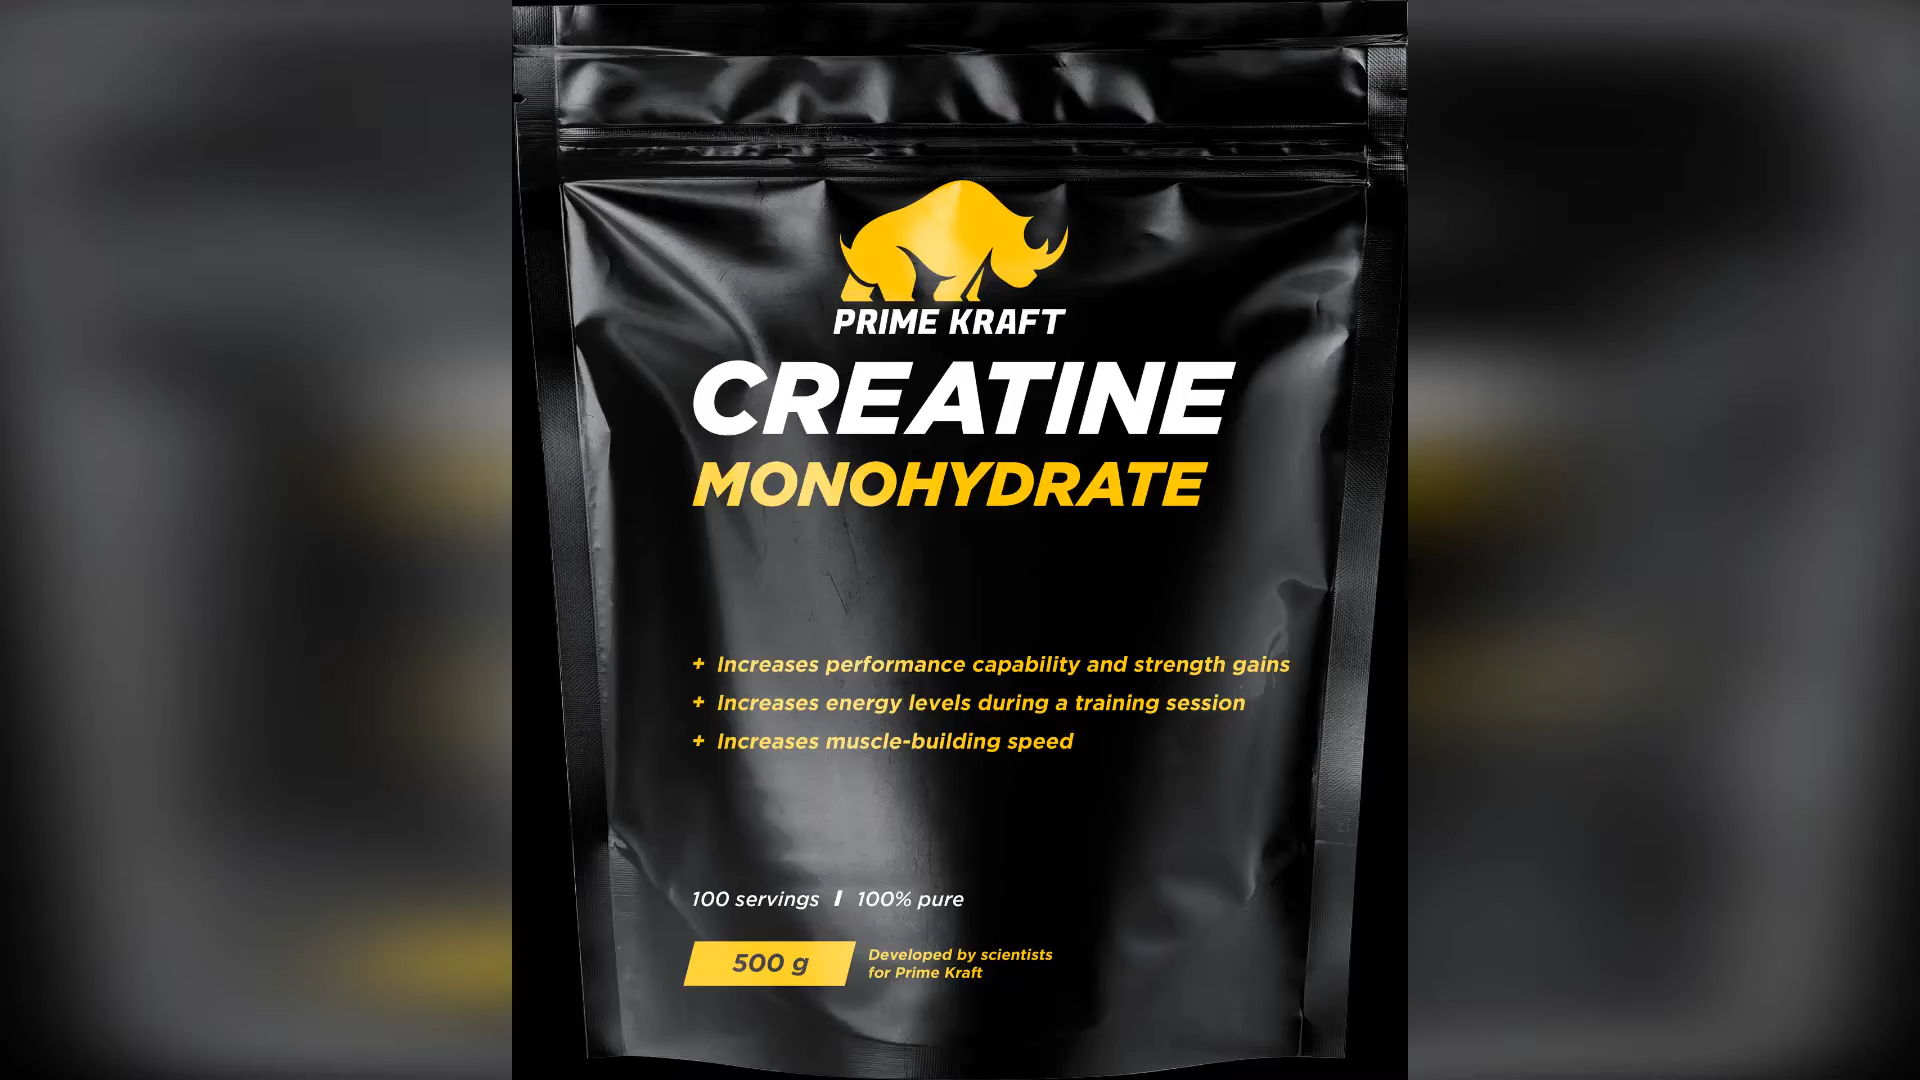 PRIME KRAFT
CREATINE
MONOHYDRATE
+ Increases performance capability and strength gains
+ Increases energy levels during a training session
+ Increases muscle-building speed
100 servings I 100% pure
500 g
Developed by scientists
for Prime Kraft